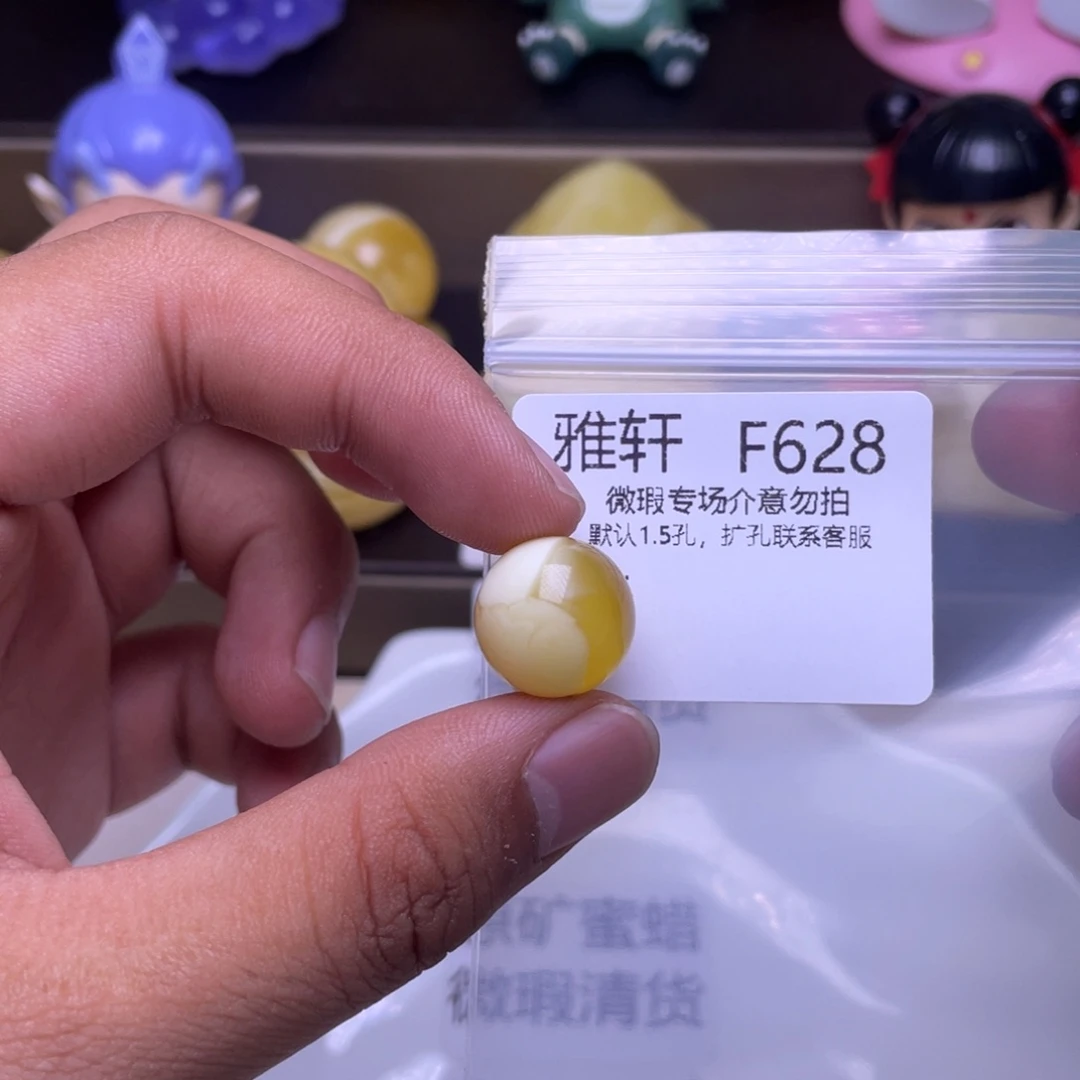 雅轩 F628
微瑕专场介意勿拍
默认1.5孔，扩孔联系客服
矿蜜蜡
微瑕清货